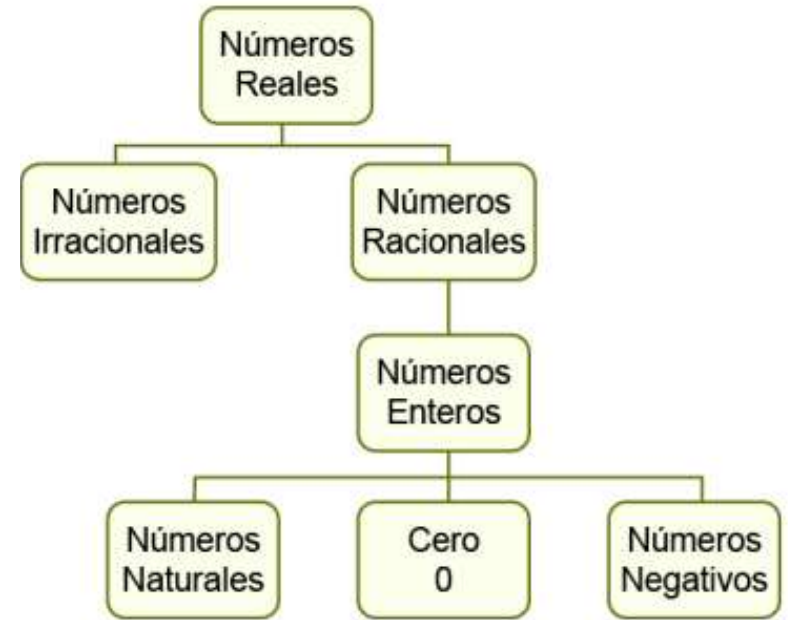 Números
Reales
Números
Irracionales
Números
Racionales
Números
Enteros
Números
Naturales
Cero
0
Números
Negativos